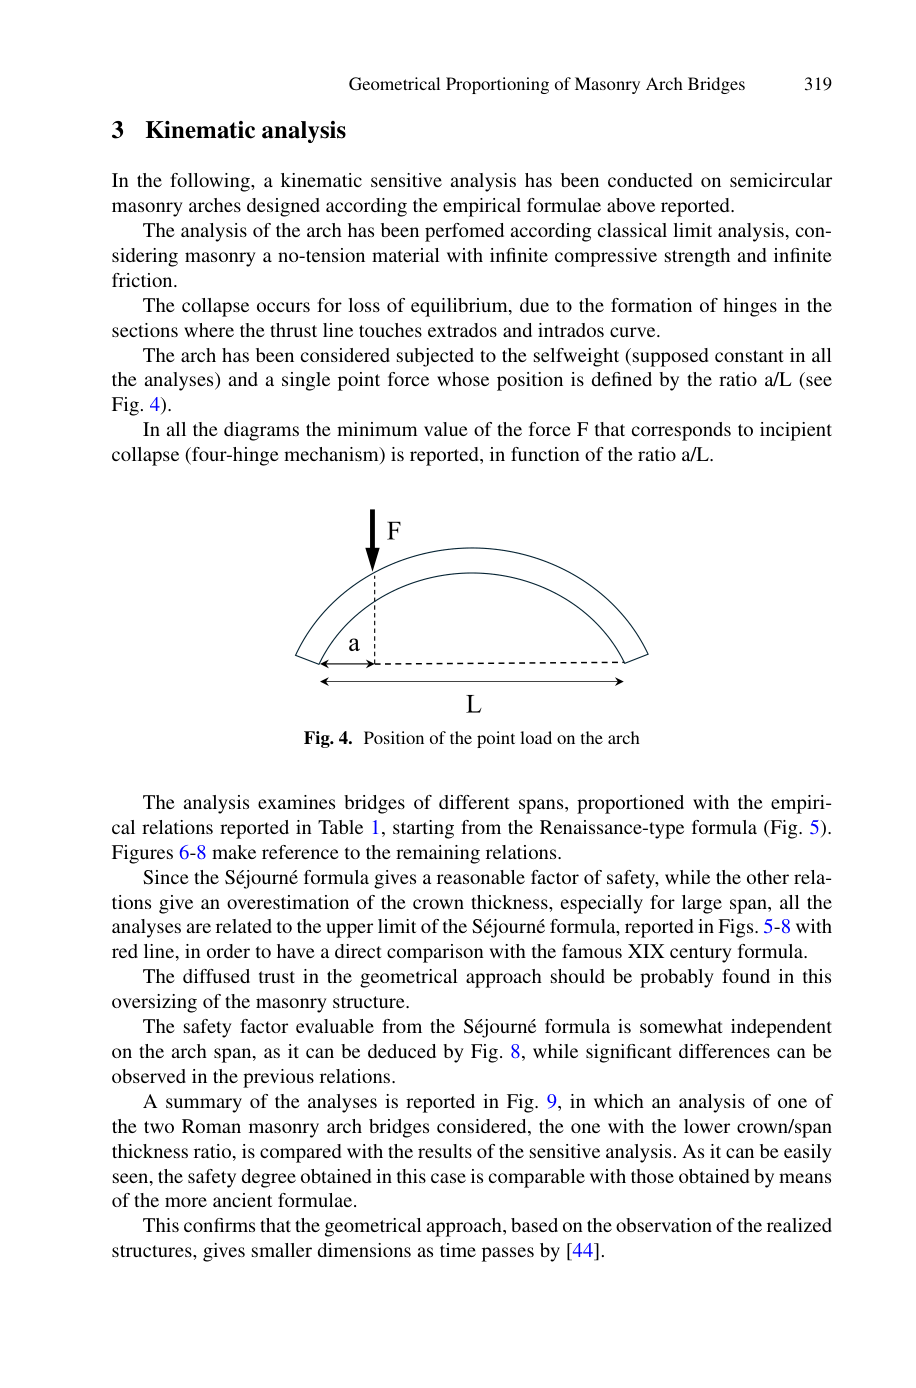 Geometrical Proportioning of Masonry Arch Bridges 319
3 Kinematic analysis
In the following, a kinematic sensitive analysis has been conducted on semicircular
masonry arches designed according the empirical formulae above reported.
The analysis of the arch has been perfomed according classical limit analysis, con-
sidering masonry a no-tension material with infinite compressive strength and infinite
friction.
The collapse occurs for loss of equilibrium, due to the formation of hinges in the
sections where the thrust line touches extrados and intrados curve.
The arch has been considered subjected to the selfweight (supposed constant in all
the analyses) and a single point force whose position is defined by the ratio a/L (see
Fig. 4).
In all the diagrams the minimum value of the force F that corresponds to incipient
collapse (four-hinge mechanism) is reported, in function of the ratio a/L.
F
a
L
Fig. 4. Position of the point load on the arch
The analysis examines bridges of different spans, proportioned with the empiri-
cal relations reported in Table 1, starting from the Renaissance-type formula (Fig. 5).
Figures 6-8 make reference to the remaining relations.
Since the Séjourné formula gives a reasonable factor of safety, while the other rela-
tions give an overestimation of the crown thickness, especially for large span, all the
analyses are related to the upper limit of the Séjourné formula, reported in Figs. 5-8 with
red line, in order to have a direct comparison with the famous XIX century formula.
The diffused trust in the geometrical approach should be probably found in this
oversizing of the masonry structure.
The safety factor evaluable from the Séjourné formula is somewhat independent
on the arch span, as it can be deduced by Fig. 8, while significant differences can be
observed in the previous relations.
A summary of the analyses is reported in Fig. 9, in which an analysis of one of
the two Roman masonry arch bridges considered, the one with the lower crown/span
thickness ratio, is compared with the results of the sensitive analysis. As it can be easily
seen, the safety degree obtained in this case is comparable with those obtained by means
of the more ancient formulae.
This confirms that the geometrical approach, based on the observation of the realized
structures, gives smaller dimensions as time passes by [44].